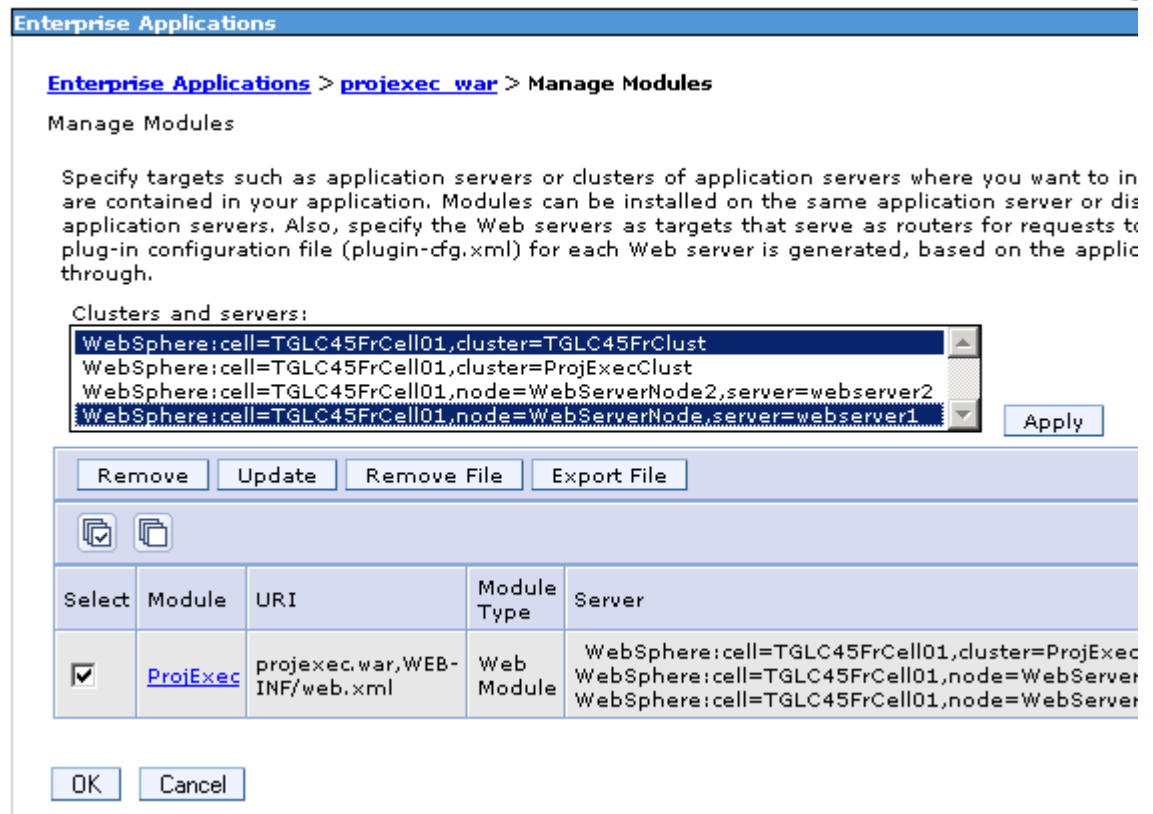 Enterprise Applications
Enterprise Applications > projexec_war > Manage Modules
Manage Modules
Specify targets such as application servers or clusters of application servers where you want to in
are contained in your application. Modules can be installed on the same application server or dis
application servers. Also, specify the Web servers as targets that serve as routers for requests to
plug-in configuration file (plugin-cfg.xml) for each Web server is generated, based on the applic
through.
Clusters and servers:
WebSphere:cell=TGLC45FrCell01,cluster=TGLC45FrClust
WebSphere:cell=TGLC45FrCell01,cluster=ProjExecClust
WebSphere:cell=TGLC45FrCell01,node=WebServerNode2,server=webserver2
WebSphere:cell=TGLC45FrCell01,node=WebServerNode,server=webserver1
Apply
Remove Update Remove File Export File
Select Module URI Module Type Server
ProjExec
projexec.war,WEB-
INF/web.xml
Web
Module
WebSphere:cell=TGLC45FrCell01,cluster=ProjExec
WebSphere:cell=TGLC45FrCell01,node=WebServer
WebSphere:cell=TGLC45FrCell01,node=WebServer
OK Cancel